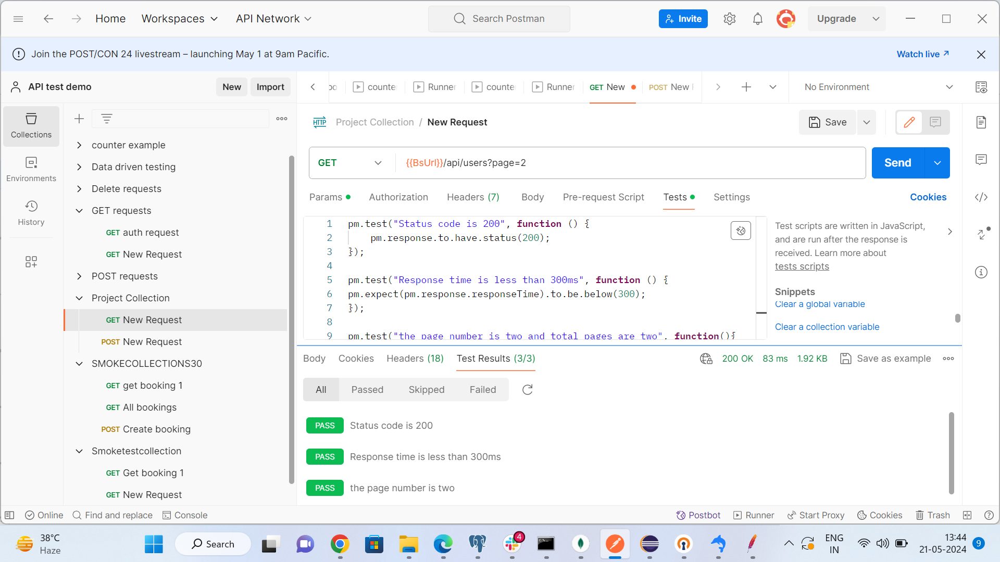 Home
Workspaces
API Network
Search Postman
Invite
Upgrade
Join the POST/CON 24 livestream – launching May 1 at 9am Pacific.
Watch live
API test demo
New
Import
counte
Runner
counte
Runner
GET New
POST New
No Environment
Collections
Environments
History
counter example
Data driven testing
Delete requests
GET requests
GET auth request
GET New Request
POST requests
Project Collection
GET New Request
POST New Request
SMOKECOLLECTIONS30
GET get booking 1
GET All bookings
POST Create booking
Smoketestcollection
GET Get booking 1
GET New Request
HTTP Project Collection / New Request
Save
GET
{{BsUrl}}/api/users?page=2
Send
Params
Authorization
Headers (7)
Body
Pre-request Script
Tests
Settings
Cookies
1 pm.test("Status code is 200", function () {
2 pm.response.to.have.status(200);
3 });
4
5 pm.test("Response time is less than 300ms", function () {
6 pm.expect(pm.response.responseTime).to.be.below(300);
7 });
8
9 pm.test("the page number is two and total pages are two", function(){
Test scripts are written in JavaScript,
and are run after the response is
received. Learn more about
tests scripts
Snippets
Clear a global variable
Clear a collection variable
Body
Cookies
Headers (18)
Test Results (3/3)
200 OK
83 ms
1.92 KB
Save as example
All
Passed
Skipped
Failed
PASS Status code is 200
PASS Response time is less than 300ms
PASS the page number is two
Online
Find and replace
Console
Postbot
Runner
Start Proxy
Cookies
Trash
38°C
Haze
Search
4
ENG
IN
13:44
21-05-2024
9